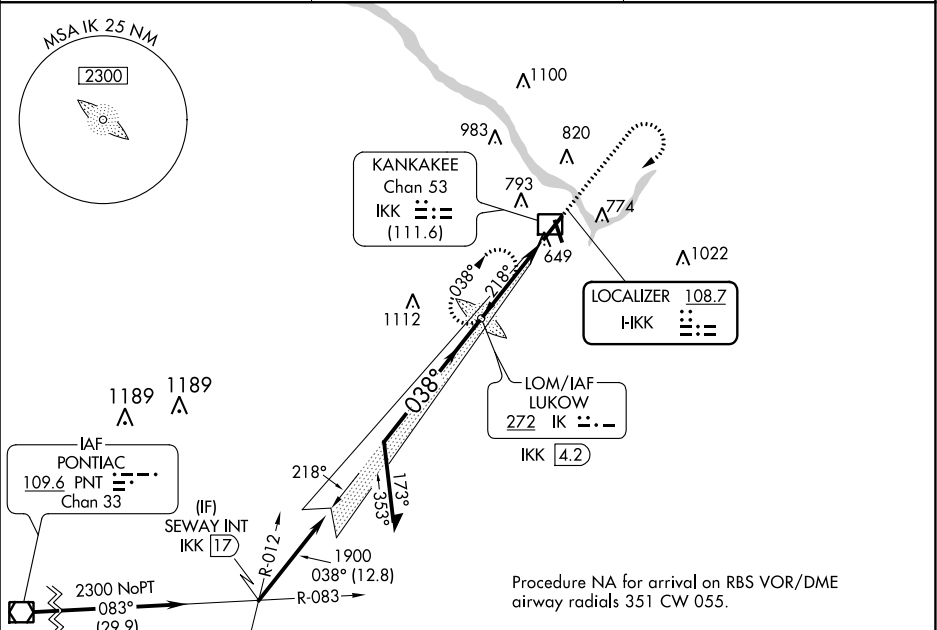 MSA IK 25 NM
2300
1100
983
820
KANKAKEE
Chan 53
IKK
(111.6)
793
774
649
1022
LOCALIZER 108.7
I-IKK
038°
218°
1112
LOM/IAF
LUKOW
272 IK
IKK 4.2
038°
1189
1189
IAF
PONTIAC
109.6 PNT
Chan 33
218°
173°
353°
(IF)
SEWAY INT
IKK 17
R-012
1900
038° (12.8)
R-083
2300 NoPT
083°
(29.9)
Procedure NA for arrival on RBS VOR/DME
airway radials 351 CW 055.